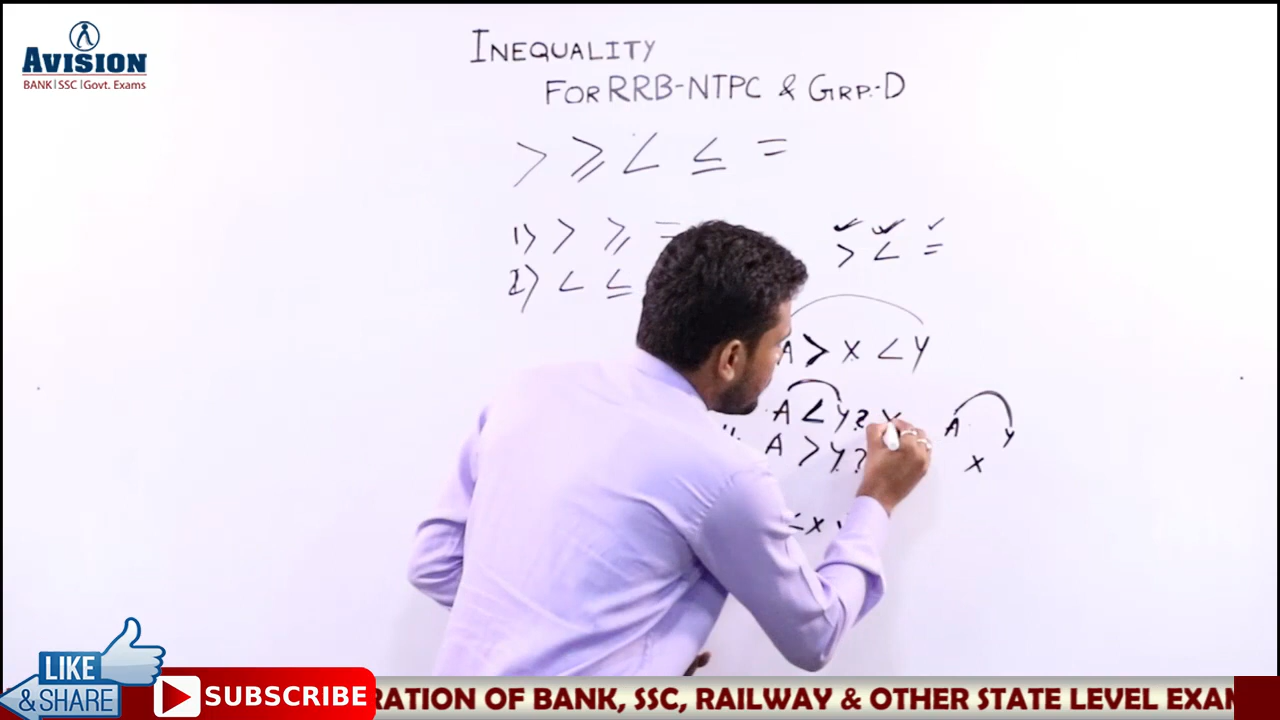 AVISION
BANK|SSC|Govt. Exams
INEQUALITY
FOR RRB-NTPC & GRP.-D
> ≥ < ≤ =
1) > ≥ =
2) < ≤
> < =
A > X < Y
A < Y?
A > Y?
A Y
X
< X
LIKE
& SHARE
SUBSCRIBE
RATION OF BANK, SSC, RAILWAY & OTHER STATE LEVEL EXAM